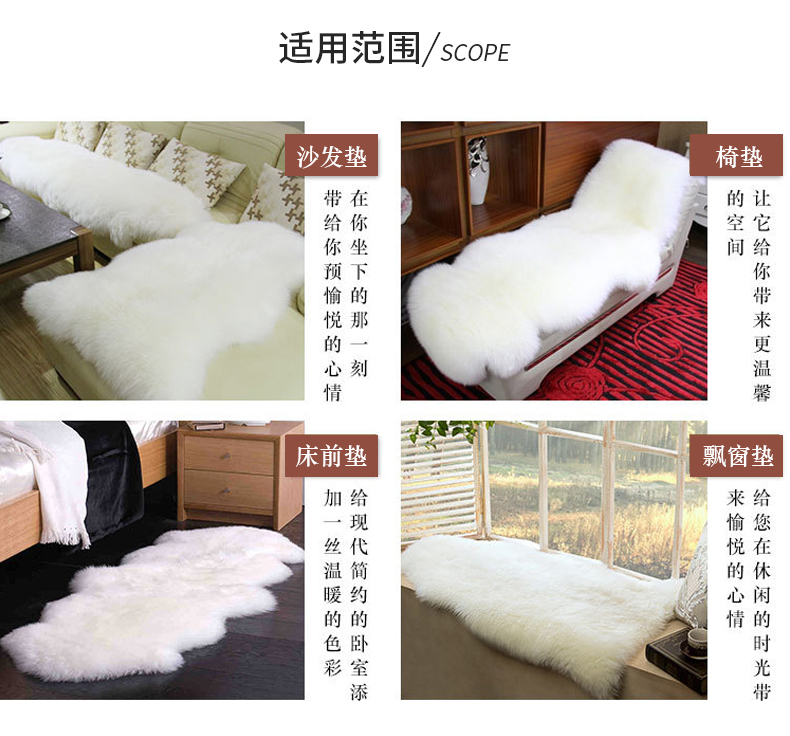 适用范围/SCOPE
沙发垫
在你坐下的那一刻
带给你预愉悦的心情
椅垫
让它给你带来更温馨
的空间
床前垫
给现代简约的卧室添
加一丝温暖的色彩
飘窗垫
给您在休闲的时光带
来愉悦的心情